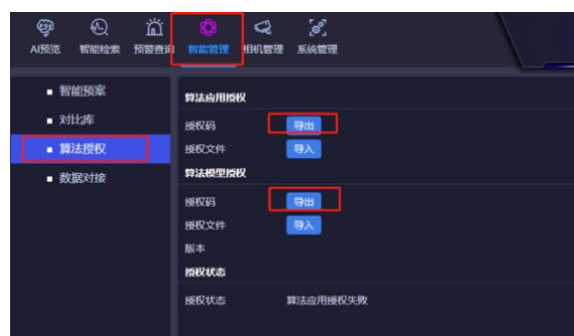 AI预览 智能检索 预警查询 智能管理 相机管理 系统管理
智能预案
对比库
算法授权
数据对接
算法应用授权
授权码 导出
授权文件 导入
算法模型授权
授权码 导出
授权文件 导入
版本
授权状态
授权状态 算法应用授权失败